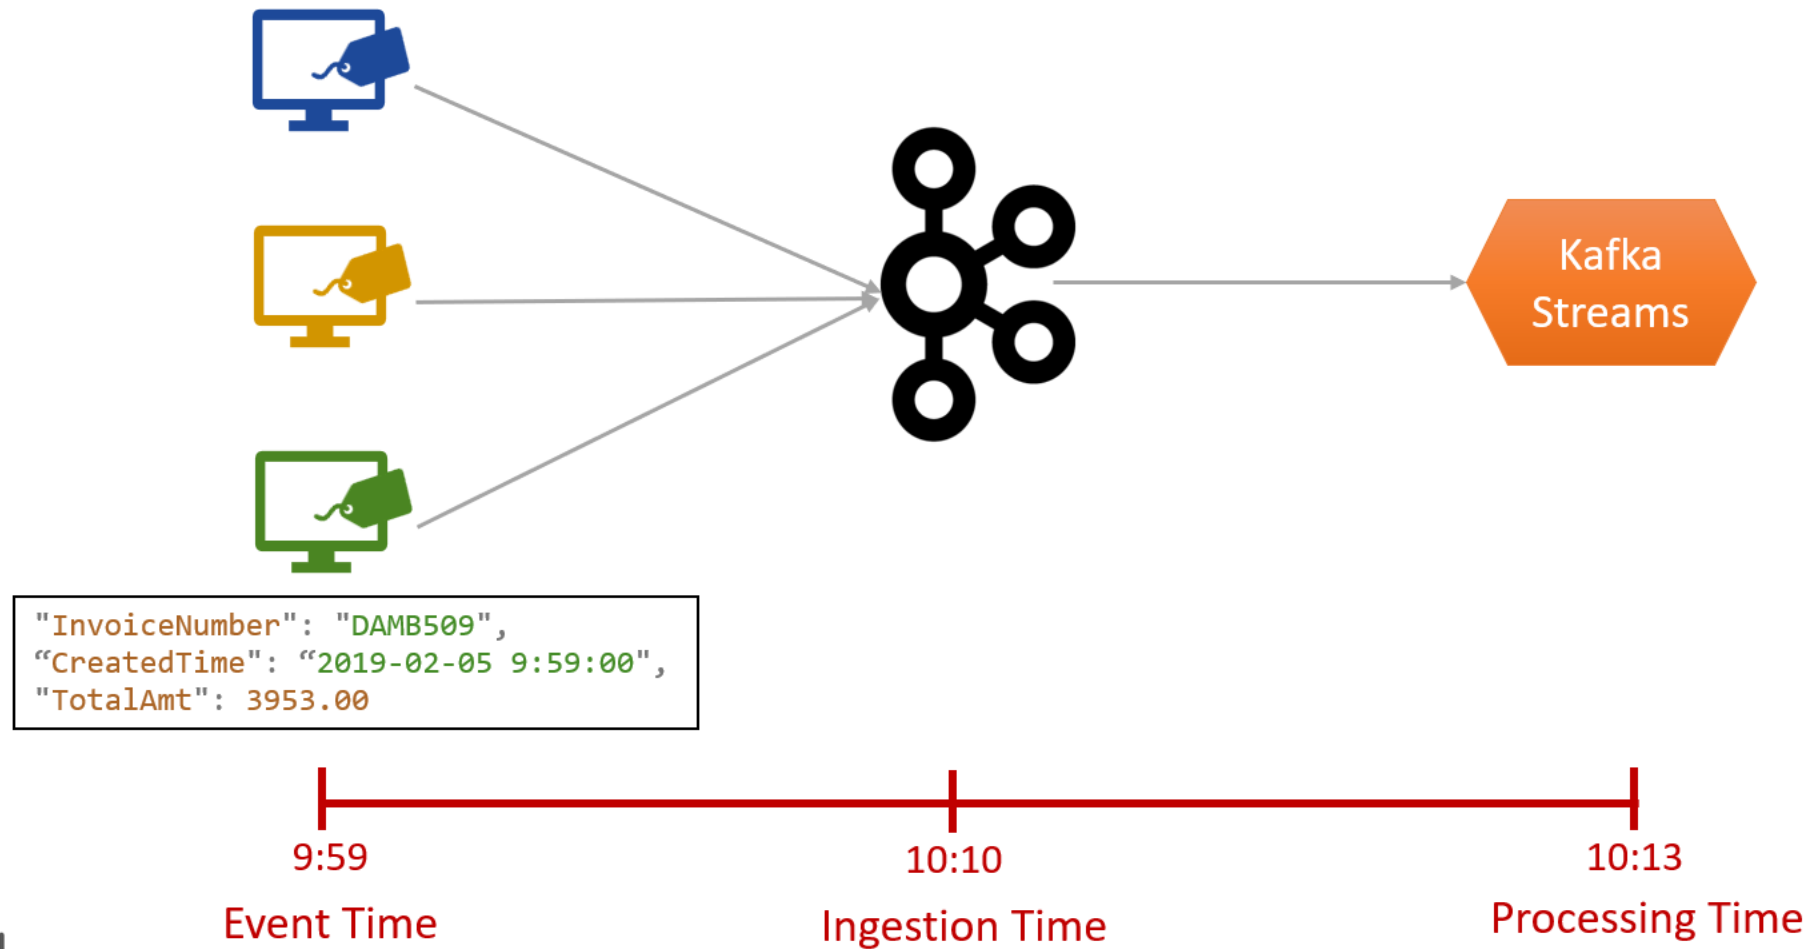 Kafka
Streams
"InvoiceNumber": "DAMB509",
“CreatedTime": “2019-02-05 9:59:00",
"TotalAmt": 3953.00
9:59
10:10
10:13
Event Time
Ingestion Time
Processing Time